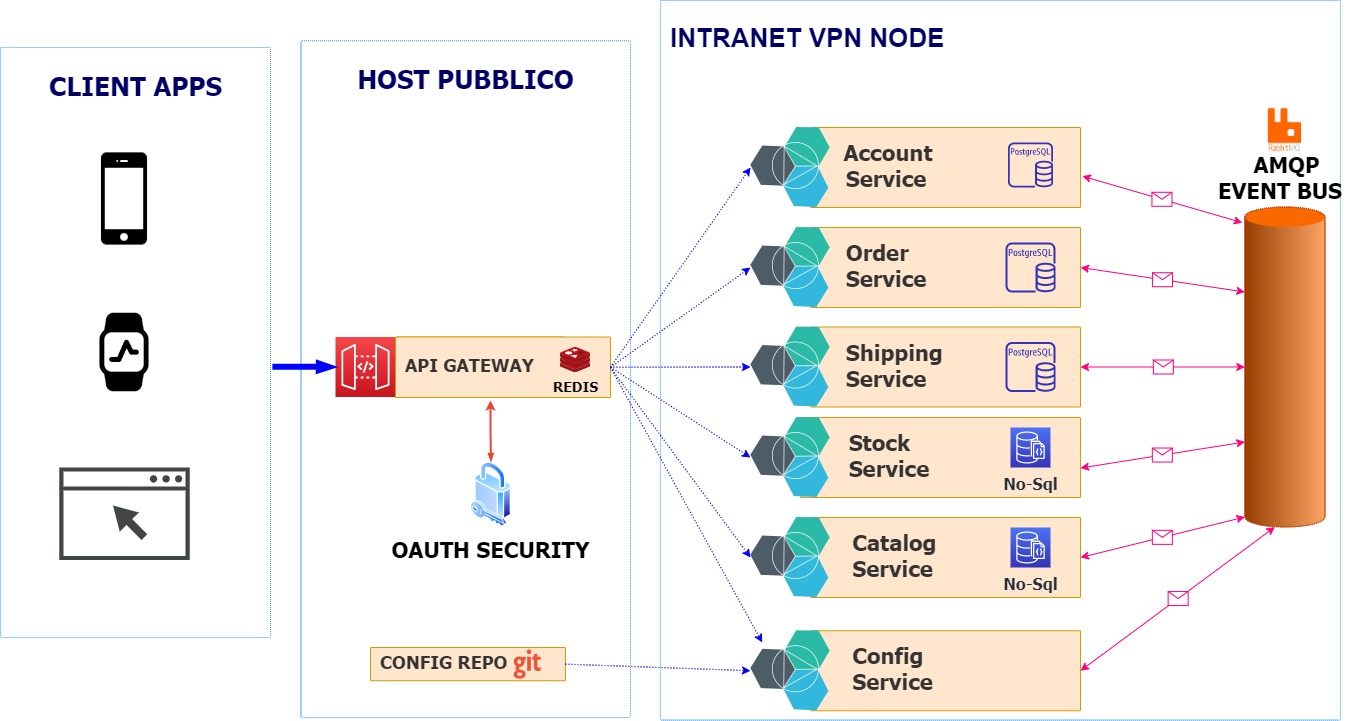 CLIENT APPS
HOST PUBBLICO
API GATEWAY
REDIS
OAUTH SECURITY
CONFIG REPO git
INTRANET VPN NODE
Account
Service
PostgreSQL
Order
Service
PostgreSQL
Shipping
Service
PostgreSQL
Stock
Service
No-Sql
Catalog
Service
No-Sql
Config
Service
RabbitMQ
AMQP
EVENT BUS